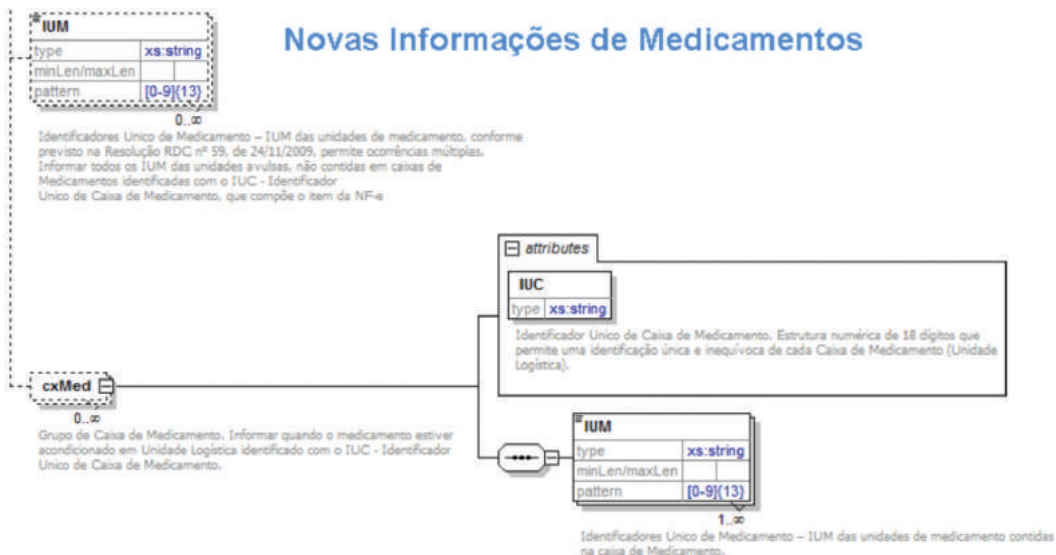 IUM
Novas Informações de Medicamentos
type xs:string
minLen/maxLen
pattern [0-9]{13}
0..∞
Identificadores Unico de Medicamento – IUM das unidades de medicamento, conforme
previsto na Resolução RDC nº 59, de 24/11/2009, permite ocorrências múltiplas.
Informar todos os IUM das unidades avulsas, não contidas em caixas de
Medicamentos identificadas com o IUC - Identificador
Unico de Caixa de Medicamento, que compõe o item da NF-e
attributes
IUC
type xs:string
Identificador Unico de Caixa de Medicamento. Estrutura numérica de 18 dígitos que
permite uma identificação única e inequívoca de cada Caixa de Medicamento (Unidade
Logística).
cxMed
0..∞
Grupo de Caixa de Medicamento. Informar quando o medicamento estiver
acondicionado em Unidade Logística identificado com o IUC - Identificador
Unico de Caixa de Medicamento.
IUM
type xs:string
minLen/maxLen
pattern [0-9]{13}
1..∞
Identificadores Unico de Medicamento – IUM das unidades de medicamento contidas
na caixa de Medicamento.